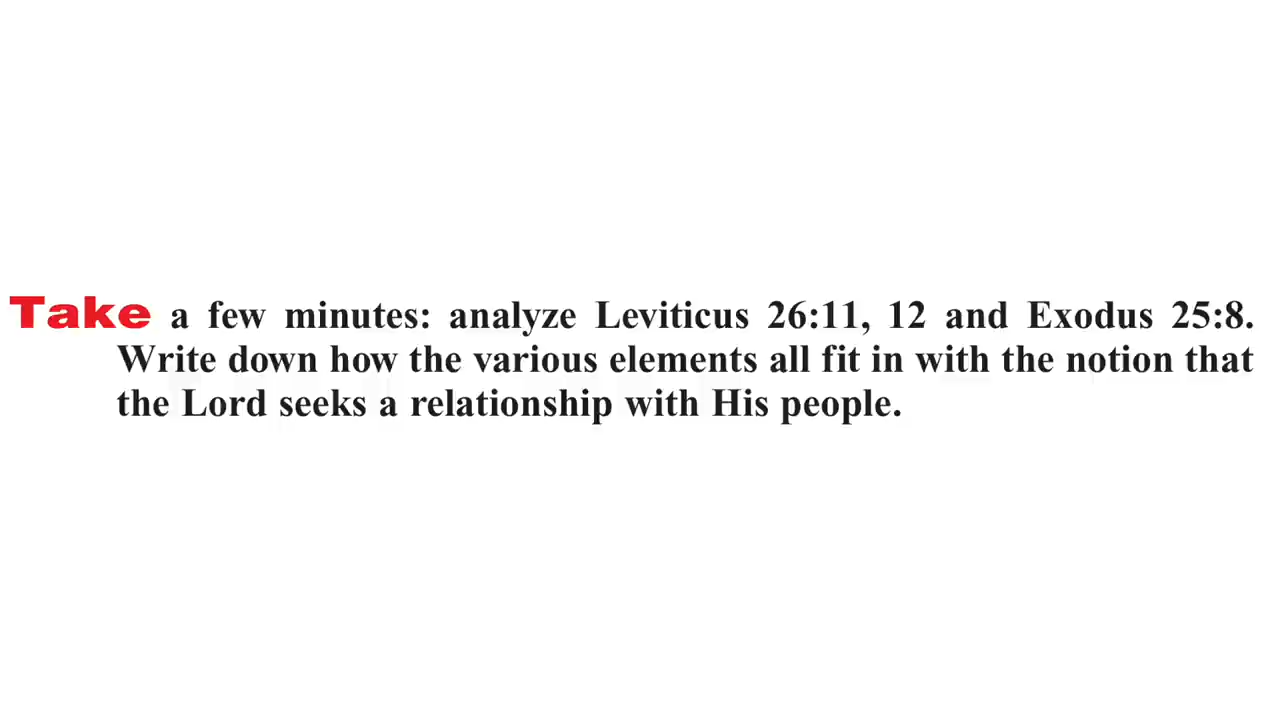 Take a few minutes: analyze Leviticus 26:11, 12 and Exodus 25:8.
Write down how the various elements all fit in with the notion that
the Lord seeks a relationship with His people.